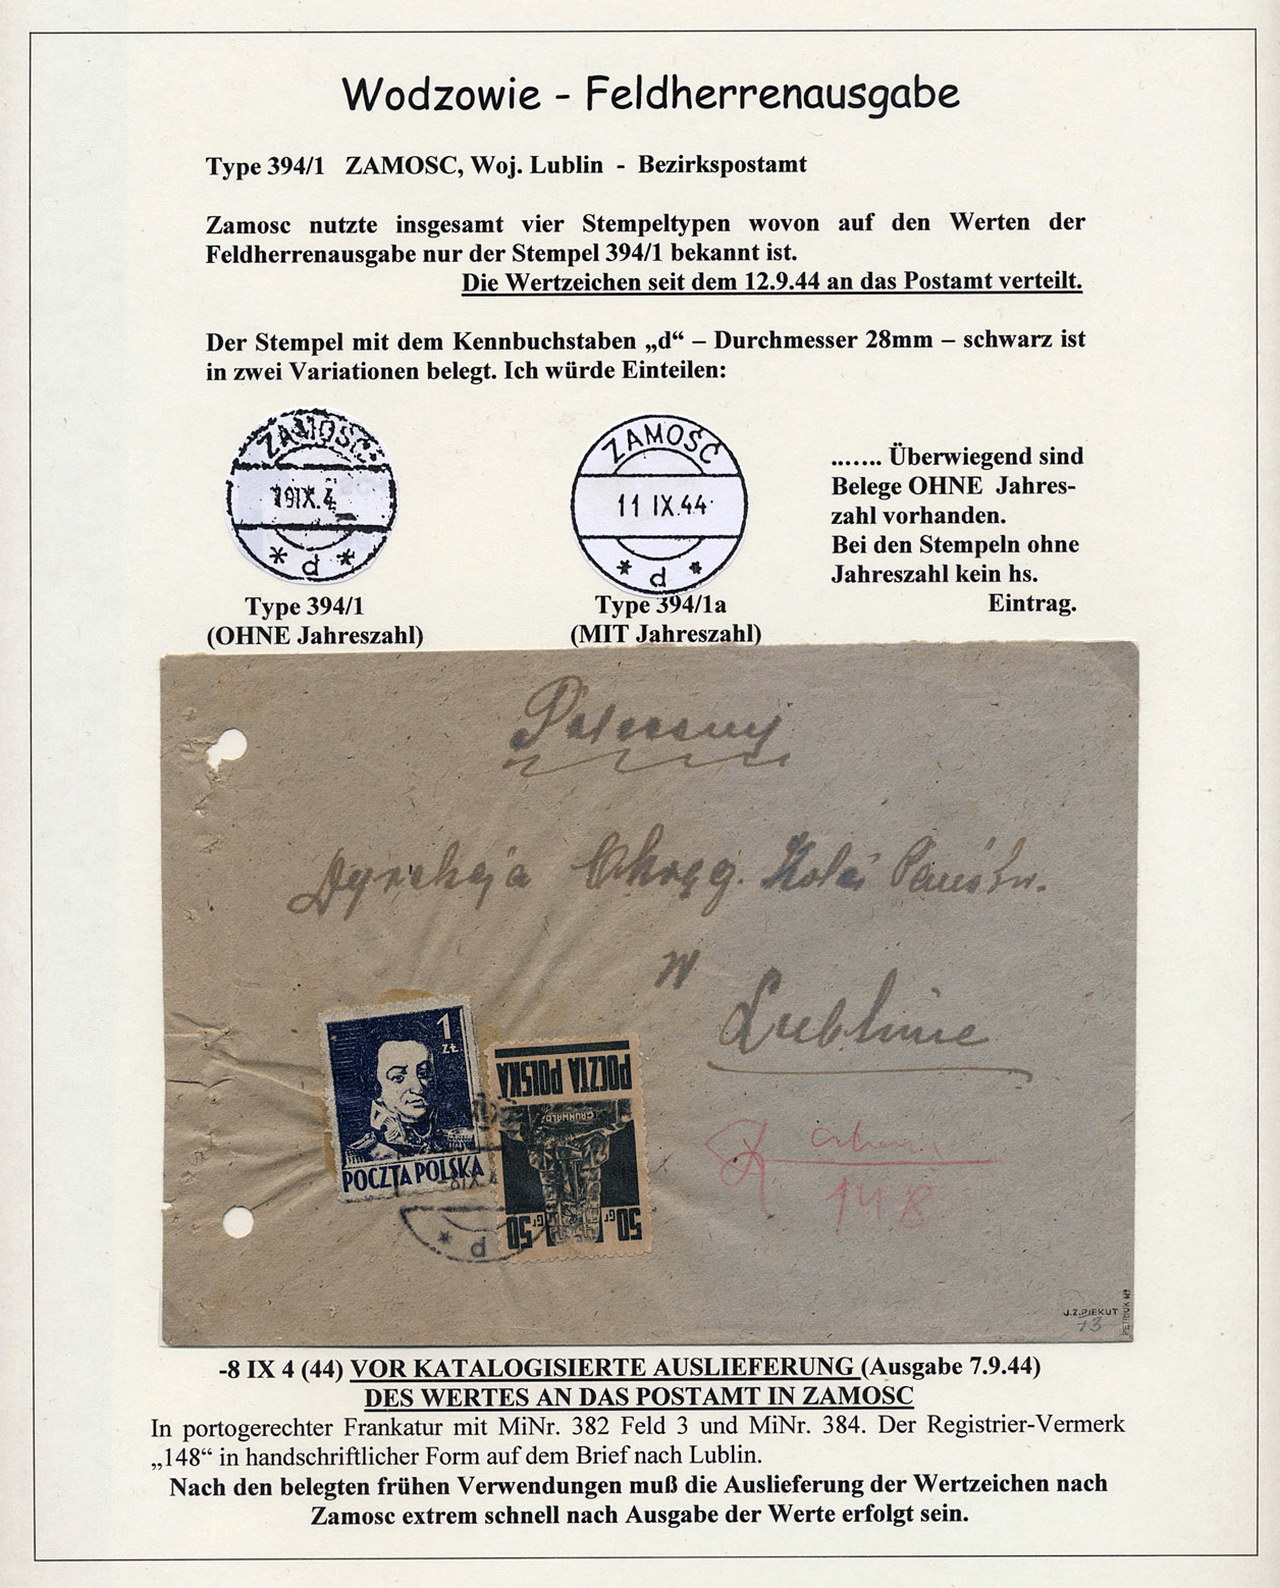 Wodzowie - Feldherrenausgabe
Type 394/1 ZAMOSC, Woj. Lublin - Bezirkspostamt
Zamosc nutzte insgesamt vier Stempeltypen wovon auf den Werten der
Feldherrenausgabe nur der Stempel 394/1 bekannt ist.
Die Wertzeichen seit dem 12.9.44 an das Postamt verteilt.
Der Stempel mit dem Kennbuchstaben „d“ – Durchmesser 28mm – schwarz ist
in zwei Variationen belegt. Ich würde Einteilen:
ZAMOŚĆ
19IX.4
* d *
Type 394/1
(OHNE Jahreszahl)
ZAMOŚĆ
11 IX.44
* d *
Type 394/1a
(MIT Jahreszahl)
........ Überwiegend sind
Belege OHNE Jahres-
zahl vorhanden.
Bei den Stempeln ohne
Jahreszahl kein hs.
Eintrag.
Polecony
Dyrekcja Okręg. Kolei Państw.
w
Lublinie
1 ZŁ
POCZTA POLSKA
POCZTA POLSKA
GRUNWALD
50 gr
gr 50
* d
R
148
J.Z.PIEKUT
13
-8 IX 4 (44) VOR KATALOGISIERTE AUSLIEFERUNG (Ausgabe 7.9.44)
DES WERTES AN DAS POSTAMT IN ZAMOSC
In portogerechter Frankatur mit MiNr. 382 Feld 3 und MiNr. 384. Der Registrier-Vermerk
„148“ in handschriftlicher Form auf dem Brief nach Lublin.
Nach den belegten frühen Verwendungen muß die Auslieferung der Wertzeichen nach
Zamosc extrem schnell nach Ausgabe der Werte erfolgt sein.